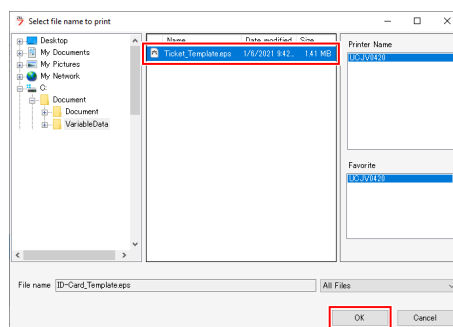 Select file name to print
Desktop
My Documents
My Pictures
My Network
C:
Document
Document
VariableData
Name Date modified Size
Ticket_Template.eps 1/6/2021 9:42... 1.41 MB
Printer Name
UCJV0420
Favorite
UCJV0420
File name ID-Card_Template.eps All Files
OK Cancel